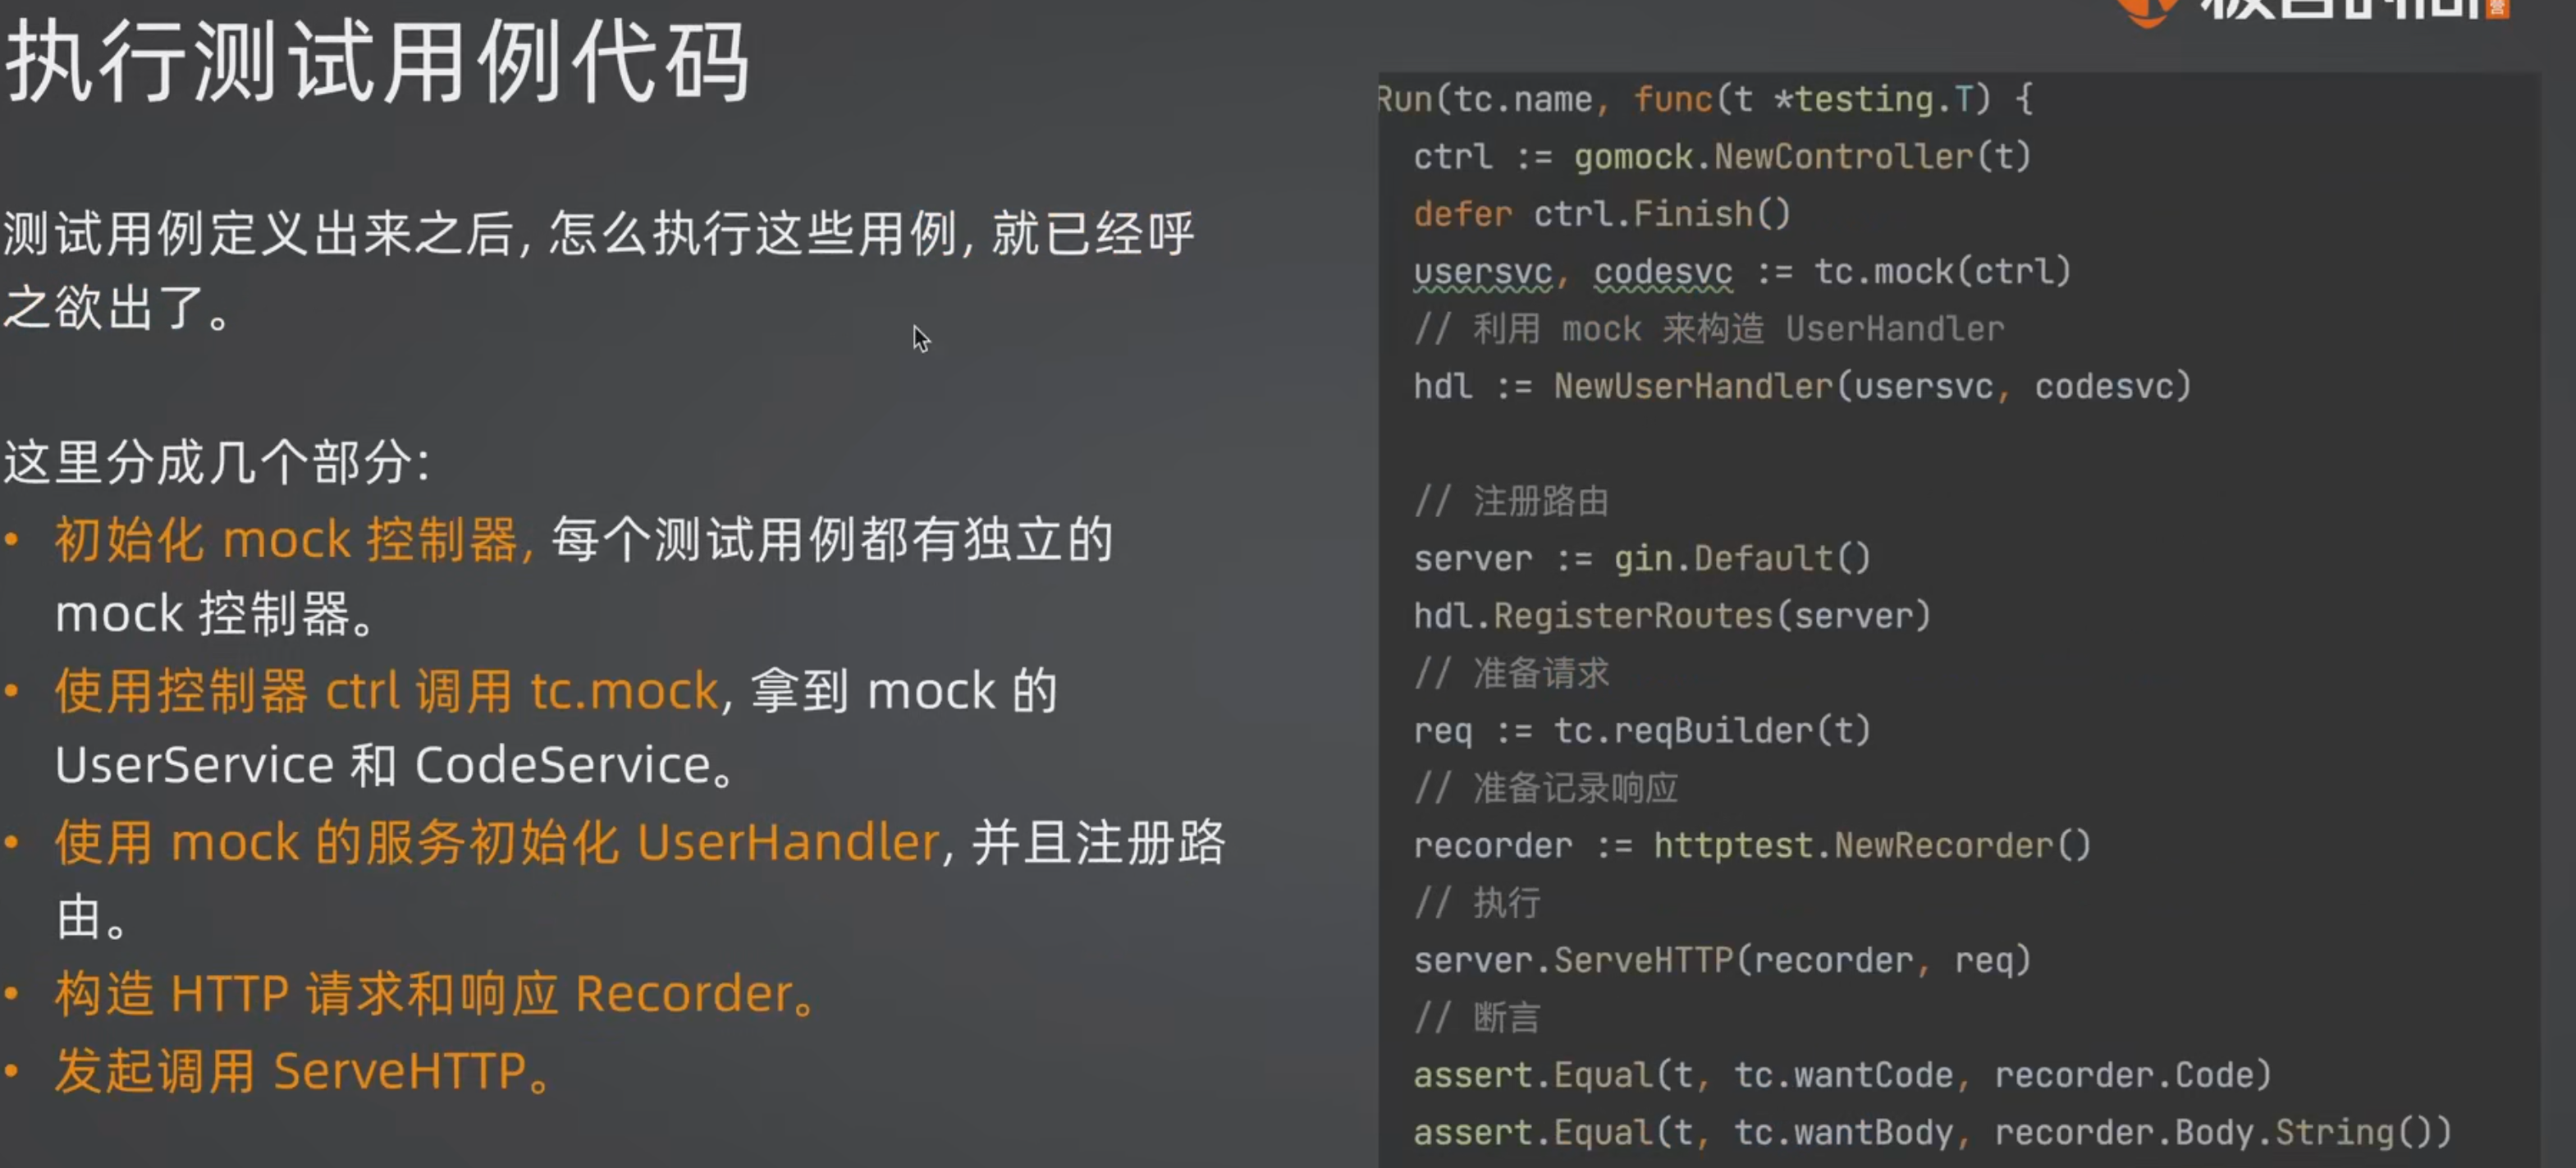 执行测试用例代码
测试用例定义出来之后, 怎么执行这些用例, 就已经呼
之欲出了。
这里分成几个部分:
• 初始化 mock 控制器, 每个测试用例都有独立的
mock 控制器。
• 使用控制器 ctrl 调用 tc.mock, 拿到 mock 的
UserService 和 CodeService。
• 使用 mock 的服务初始化 UserHandler, 并且注册路
由。
• 构造 HTTP 请求和响应 Recorder。
• 发起调用 ServeHTTP。
Run(tc.name, func(t *testing.T) {
ctrl := gomock.NewController(t)
defer ctrl.Finish()
usersvc, codesvc := tc.mock(ctrl)
// 利用 mock 来构造 UserHandler
hdl := NewUserHandler(usersvc, codesvc)
// 注册路由
server := gin.Default()
hdl.RegisterRoutes(server)
// 准备请求
req := tc.reqBuilder(t)
// 准备记录响应
recorder := httptest.NewRecorder()
// 执行
server.ServeHTTP(recorder, req)
// 断言
assert.Equal(t, tc.wantCode, recorder.Code)
assert.Equal(t, tc.wantBody, recorder.Body.String())